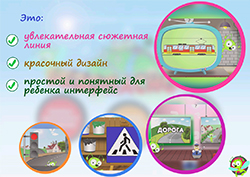 Это:
увлекательная сюжетная
линия
красочный дизайн
простой и понятный для
ребенка интерфейс
ДОРОГА